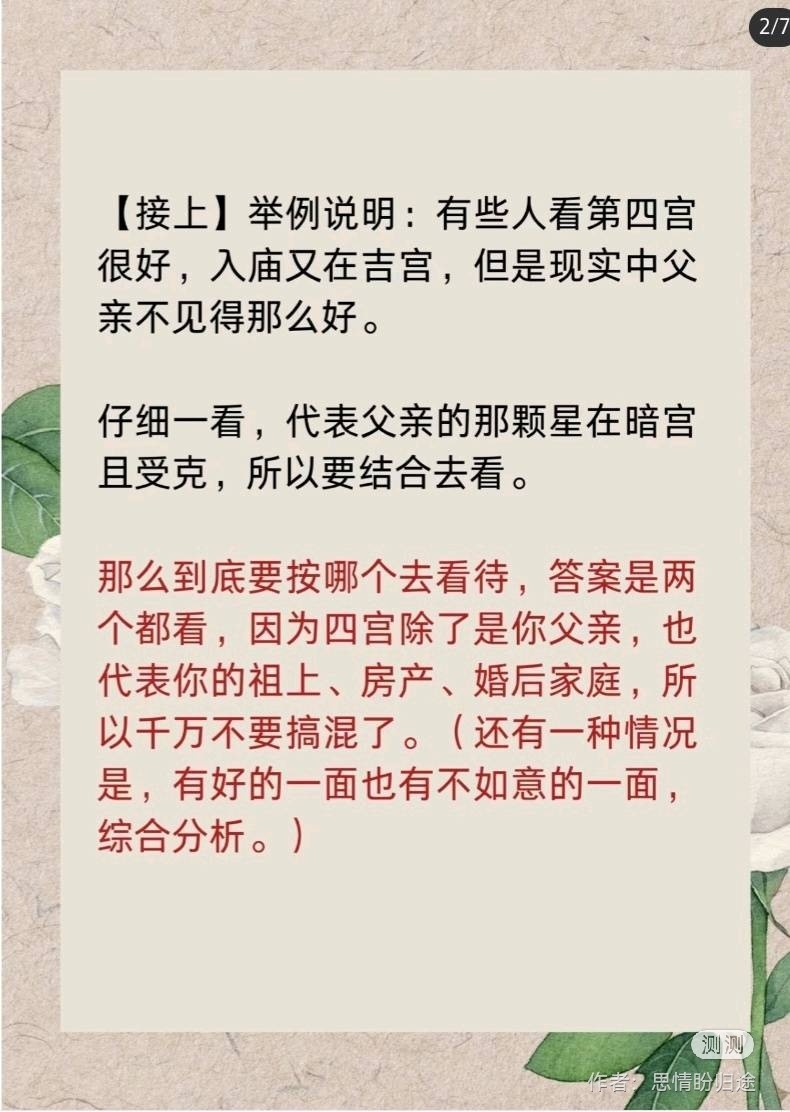 2/7
【接上】举例说明：有些人看第四宫
很好，入庙又在吉宫，但是现实中父
亲不见得那么好。
仔细一看，代表父亲的那颗星在暗宫
且受克，所以要结合去看。
那么到底要按哪个去看待，答案是两
个都看，因为四宫除了是你父亲，也
代表你的祖上、房产、婚后家庭，所
以千万不要搞混了。（还有一种情况
是，有好的一面也有不如意的一面，
综合分析。）
测测
作者：思情盼归途